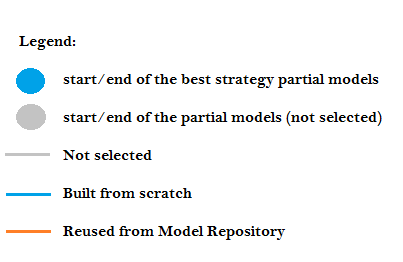 Legend:
start/end of the best strategy partial models
start/end of the partial models (not selected)
Not selected
Built from scratch
Reused from Model Repository